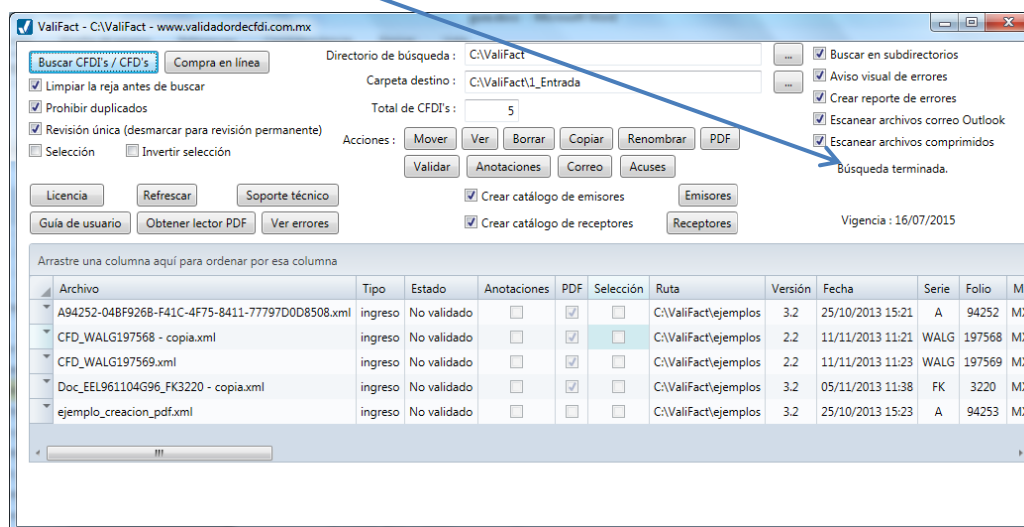 ValiFact - C:\ValiFact - www.validadordecfdi.com.mx
Buscar CFDI's / CFD's Compra en línea
Limpiar la reja antes de buscar
Prohibir duplicados
Revisión única (desmarcar para revisión permanente)
Selección Invertir selección
Directorio de búsqueda : C:\ValiFact ...
Carpeta destino : C:\ValiFact\1_Entrada ...
Total de CFDI's : 5
Acciones : Mover Ver Borrar Copiar Renombrar PDF
Validar Anotaciones Correo Acuses
Buscar en subdirectorios
Aviso visual de errores
Crear reporte de errores
Escanear archivos correo Outlook
Escanear archivos comprimidos
Búsqueda terminada.
Licencia Refrescar Soporte técnico
Guía de usuario Obtener lector PDF Ver errores
Crear catálogo de emisores Emisores
Crear catálogo de receptores Receptores
Vigencia : 16/07/2015
Arrastre una columna aquí para ordenar por esa columna
Archivo Tipo Estado Anotaciones PDF Selección Ruta Versión Fecha Serie Folio M
A94252-04BF926B-F41C-4F75-8411-77797D0D8508.xml ingreso No validado C:\ValiFact\ejemplos 3.2 25/10/2013 15:21 A 94252 MX
CFD_WALG197568 - copia.xml ingreso No validado C:\ValiFact\ejemplos 2.2 11/11/2013 11:21 WALG 197568 MX
CFD_WALG197569.xml ingreso No validado C:\ValiFact\ejemplos 2.2 11/11/2013 11:23 WALG 197569 MX
Doc_EEL961104G96_FK3220 - copia.xml ingreso No validado C:\ValiFact\ejemplos 3.2 05/11/2013 11:38 FK 3220 MX
ejemplo_creacion_pdf.xml ingreso No validado C:\ValiFact\ejemplos 3.2 25/10/2013 15:23 A 94253 MX